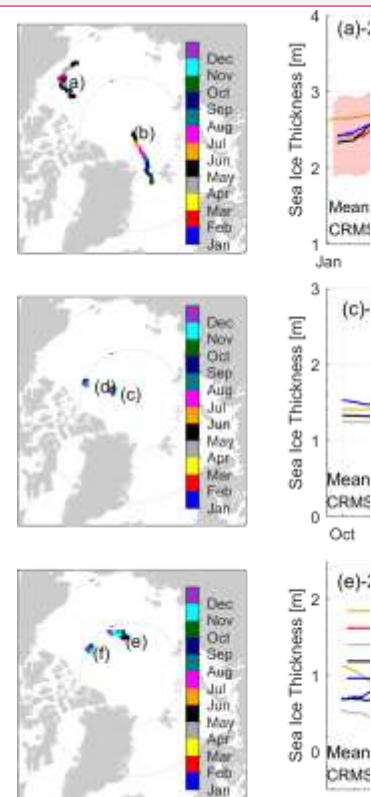 (a)
(b)
Dec
Nov
Oct
Sep
Aug
Jul
Jun
May
Apr
Mar
Feb
Jan
4
3
2
1
Sea Ice Thickness [m]
(a)-2
Mean
CRMS
Jan
(d)
(c)
Dec
Nov
Oct
Sep
Aug
Jul
Jun
May
Apr
Mar
Feb
Jan
3
2
1
0
Sea Ice Thickness [m]
(c)-
Mean
CRMS
Oct
(e)
(f)
Dec
Nov
Oct
Sep
Aug
Jul
Jun
May
Apr
Mar
Feb
Jan
2
1
0
Sea Ice Thickness [m]
(e)-2
Mean
CRMS